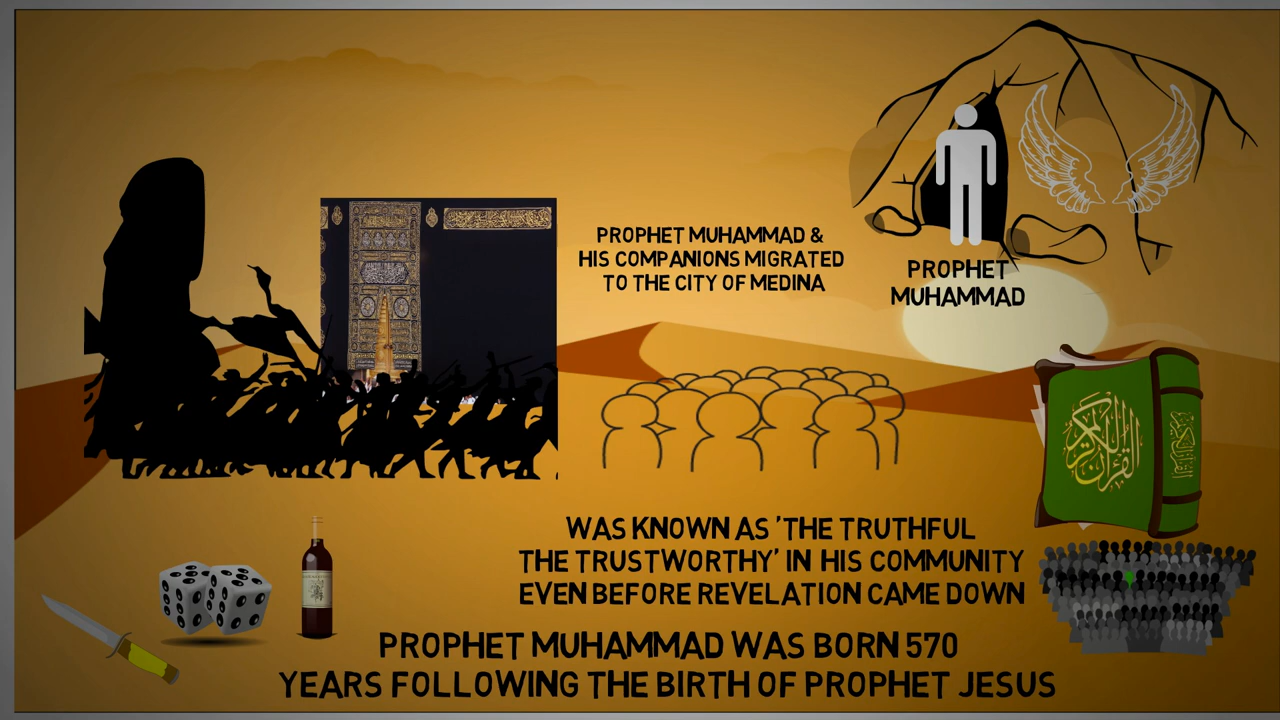 PROPHET MUHAMMAD &
HIS COMPANIONS MIGRATED
TO THE CITY OF MEDINA
PROPHET
MUHAMMAD
القرآن الكريم
WAS KNOWN AS 'THE TRUTHFUL
THE TRUSTWORTHY' IN HIS COMMUNITY
EVEN BEFORE REVELATION CAME DOWN
PROPHET MUHAMMAD WAS BORN 570
YEARS FOLLOWING THE BIRTH OF PROPHET JESUS